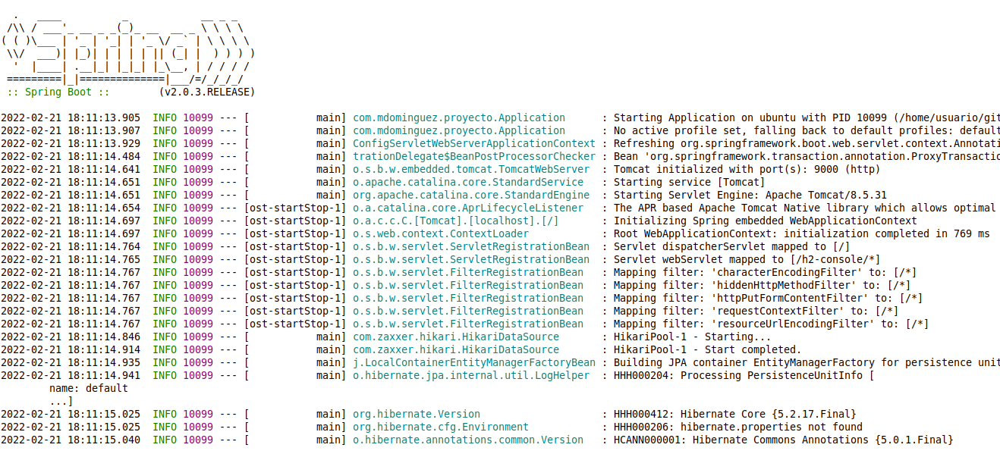 .   ____          _            __ _ _
 /\\ / ___'_ __ _ _(_)_ __  __ _ \ \ \ \
( ( )\___ | '_ | '_| | '_ \/ _` | \ \ \ \
 \\/  ___)| |_)| | | | | || (_| |  ) ) ) )
  '  |____| .__|_| |_|_| |_\__, | / / / /
 =========|_|==============|___/=/_/_/_/
 :: Spring Boot ::        (v2.0.3.RELEASE)

2022-02-21 18:11:13.905  INFO 10099 --- [           main] com.mdominguez.proyecto.Application      : Starting Application on ubuntu with PID 10099 (/home/usuario/git
2022-02-21 18:11:13.907  INFO 10099 --- [           main] com.mdominguez.proyecto.Application      : No active profile set, falling back to default profiles: default
2022-02-21 18:11:13.929  INFO 10099 --- [           main] ConfigServletWebServerApplicationContext : Refreshing org.springframework.boot.web.servlet.context.Annotati
2022-02-21 18:11:14.484  INFO 10099 --- [           main] trationDelegate$BeanPostProcessorChecker : Bean 'org.springframework.transaction.annotation.ProxyTransactio
2022-02-21 18:11:14.641  INFO 10099 --- [           main] o.s.b.w.embedded.tomcat.TomcatWebServer  : Tomcat initialized with port(s): 9000 (http)
2022-02-21 18:11:14.651  INFO 10099 --- [           main] o.apache.catalina.core.StandardService   : Starting service [Tomcat]
2022-02-21 18:11:14.651  INFO 10099 --- [           main] org.apache.catalina.core.StandardEngine  : Starting Servlet Engine: Apache Tomcat/8.5.31
2022-02-21 18:11:14.654  INFO 10099 --- [ost-startStop-1] o.a.catalina.core.AprLifecycleListener   : The APR based Apache Tomcat Native library which allows optimal
2022-02-21 18:11:14.697  INFO 10099 --- [ost-startStop-1] o.a.c.c.C.[Tomcat].[localhost].[/]       : Initializing Spring embedded WebApplicationContext
2022-02-21 18:11:14.697  INFO 10099 --- [ost-startStop-1] o.s.web.context.ContextLoader            : Root WebApplicationContext: initialization completed in 769 ms
2022-02-21 18:11:14.764  INFO 10099 --- [ost-startStop-1] o.s.b.w.servlet.ServletRegistrationBean  : Servlet dispatcherServlet mapped to [/]
2022-02-21 18:11:14.765  INFO 10099 --- [ost-startStop-1] o.s.b.w.servlet.ServletRegistrationBean  : Servlet webServlet mapped to [/h2-console/*]
2022-02-21 18:11:14.767  INFO 10099 --- [ost-startStop-1] o.s.b.w.servlet.FilterRegistrationBean   : Mapping filter: 'characterEncodingFilter' to: [/*]
2022-02-21 18:11:14.767  INFO 10099 --- [ost-startStop-1] o.s.b.w.servlet.FilterRegistrationBean   : Mapping filter: 'hiddenHttpMethodFilter' to: [/*]
2022-02-21 18:11:14.767  INFO 10099 --- [ost-startStop-1] o.s.b.w.servlet.FilterRegistrationBean   : Mapping filter: 'httpPutFormContentFilter' to: [/*]
2022-02-21 18:11:14.767  INFO 10099 --- [ost-startStop-1] o.s.b.w.servlet.FilterRegistrationBean   : Mapping filter: 'requestContextFilter' to: [/*]
2022-02-21 18:11:14.767  INFO 10099 --- [ost-startStop-1] o.s.b.w.servlet.FilterRegistrationBean   : Mapping filter: 'resourceUrlEncodingFilter' to: [/*]
2022-02-21 18:11:14.846  INFO 10099 --- [           main] com.zaxxer.hikari.HikariDataSource       : HikariPool-1 - Starting...
2022-02-21 18:11:14.914  INFO 10099 --- [           main] com.zaxxer.hikari.HikariDataSource       : HikariPool-1 - Start completed.
2022-02-21 18:11:14.935  INFO 10099 --- [           main] j.LocalContainerEntityManagerFactoryBean : Building JPA container EntityManagerFactory for persistence unit
2022-02-21 18:11:14.941  INFO 10099 --- [           main] o.hibernate.jpa.internal.util.LogHelper  : HHH000204: Processing PersistenceUnitInfo [
        name: default
        ...]
2022-02-21 18:11:15.025  INFO 10099 --- [           main] org.hibernate.Version                    : HHH000412: Hibernate Core {5.2.17.Final}
2022-02-21 18:11:15.025  INFO 10099 --- [           main] org.hibernate.cfg.Environment            : HHH000206: hibernate.properties not found
2022-02-21 18:11:15.040  INFO 10099 --- [           main] o.hibernate.annotations.common.Version   : HCANN000001: Hibernate Commons Annotations {5.0.1.Final}